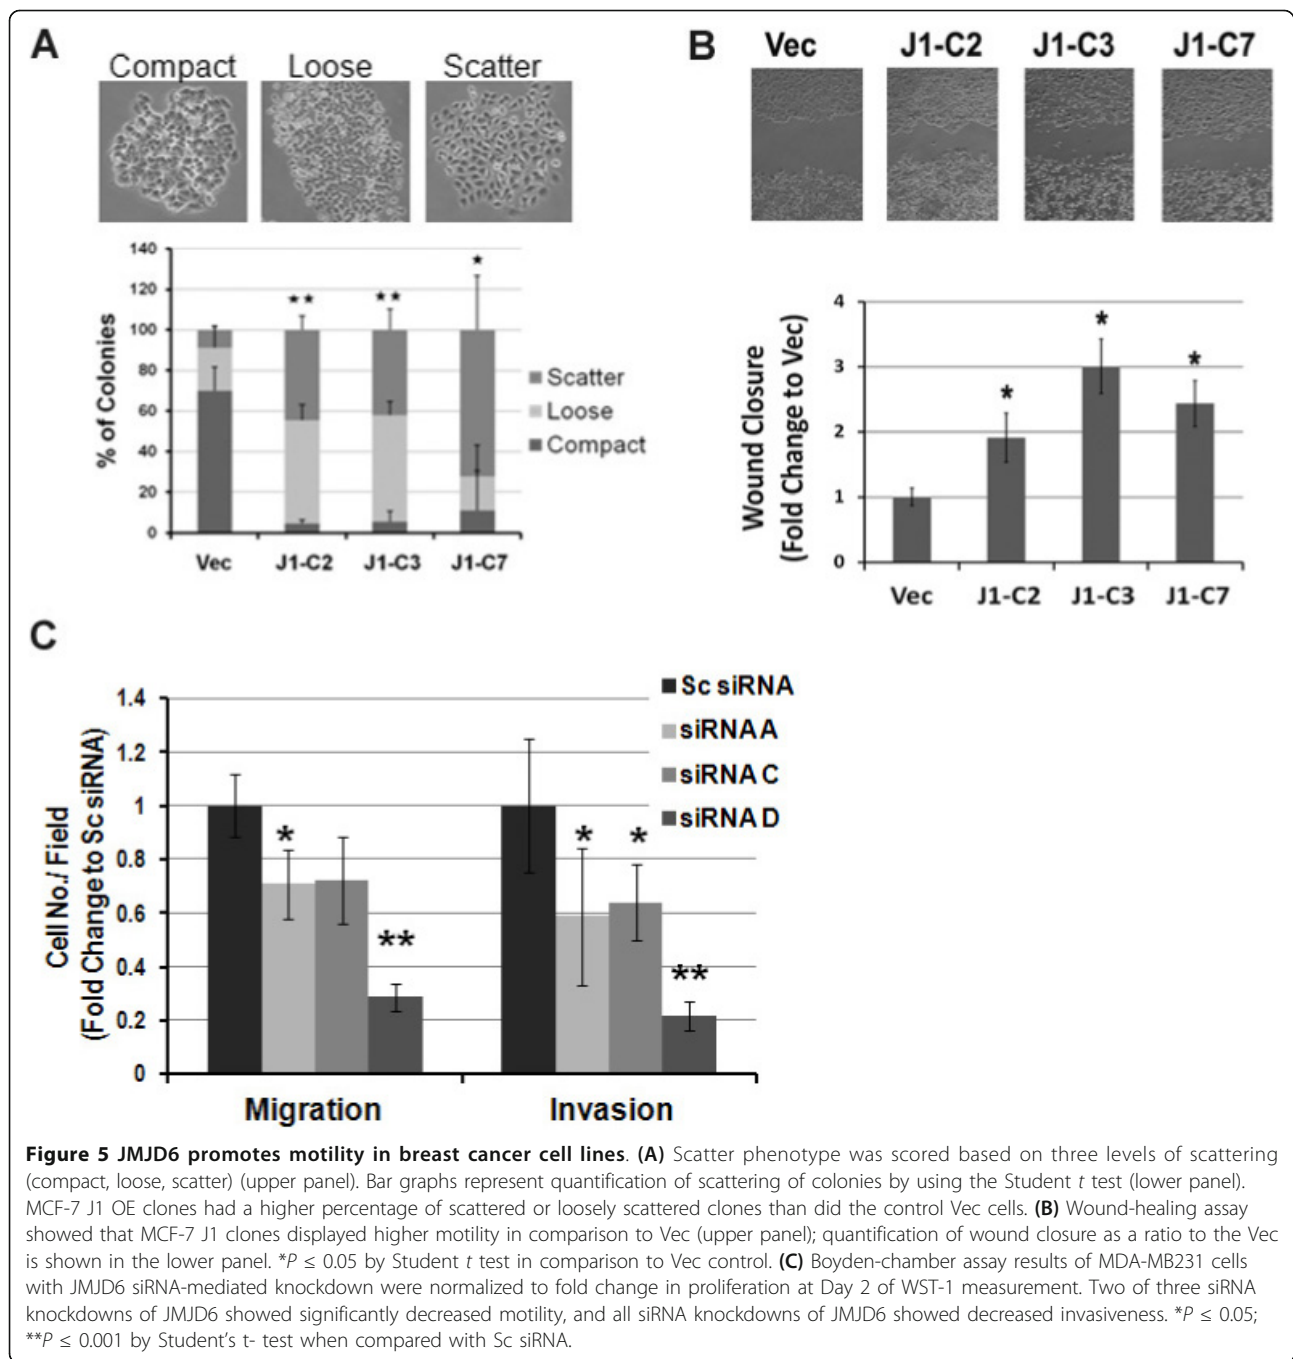 A
Compact Loose Scatter
140
120
100
80
60
40
20
0
% of Colonies
★★ ★★ ★
Scatter
Loose
Compact
Vec J1-C2 J1-C3 J1-C7
B
Vec J1-C2 J1-C3 J1-C7
4
3
2
1
0
Wound Closure
(Fold Change to Vec)
* * *
Vec J1-C2 J1-C3 J1-C7
C
Sc siRNA
siRNA A
siRNA C
siRNA D
1.4
1.2
1
0.8
0.6
0.4
0.2
0
Cell No./ Field
(Fold Change to Sc siRNA)
* ** * * **
Migration Invasion
Figure 5 JMJD6 promotes motility in breast cancer cell lines. (A) Scatter phenotype was scored based on three levels of scattering
(compact, loose, scatter) (upper panel). Bar graphs represent quantification of scattering of colonies by using the Student t test (lower panel).
MCF-7 J1 OE clones had a higher percentage of scattered or loosely scattered clones than did the control Vec cells. (B) Wound-healing assay
showed that MCF-7 J1 clones displayed higher motility in comparison to Vec (upper panel); quantification of wound closure as a ratio to the Vec
is shown in the lower panel. *P ≤ 0.05 by Student t test in comparison to Vec control. (C) Boyden-chamber assay results of MDA-MB231 cells
with JMJD6 siRNA-mediated knockdown were normalized to fold change in proliferation at Day 2 of WST-1 measurement. Two of three siRNA
knockdowns of JMJD6 showed significantly decreased motility, and all siRNA knockdowns of JMJD6 showed decreased invasiveness. *P ≤ 0.05;
**P ≤ 0.001 by Student's t- test when compared with Sc siRNA.